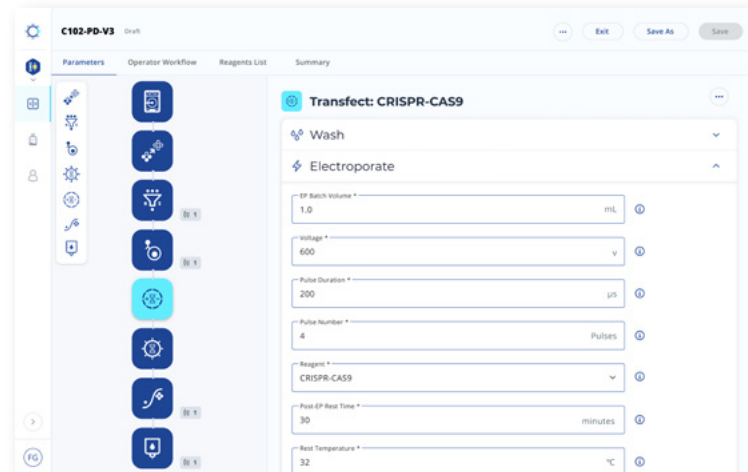 C102-PD-V3 Draft
... Exit Save As Save
Parameters Operator Workflow Reagents List Summary
Transfect: CRISPR-CAS9
...
Wash
Electroporate
EP Batch Volume *
1.0 mL
Voltage *
600 v
1
Pulse Duration *
200 µs
1
Pulse Number *
4 Pulses
Reagent *
CRISPR-CAS9
Post-EP Rest Time *
30 minutes
1
Rest Temperature *
32 °C
1
FG